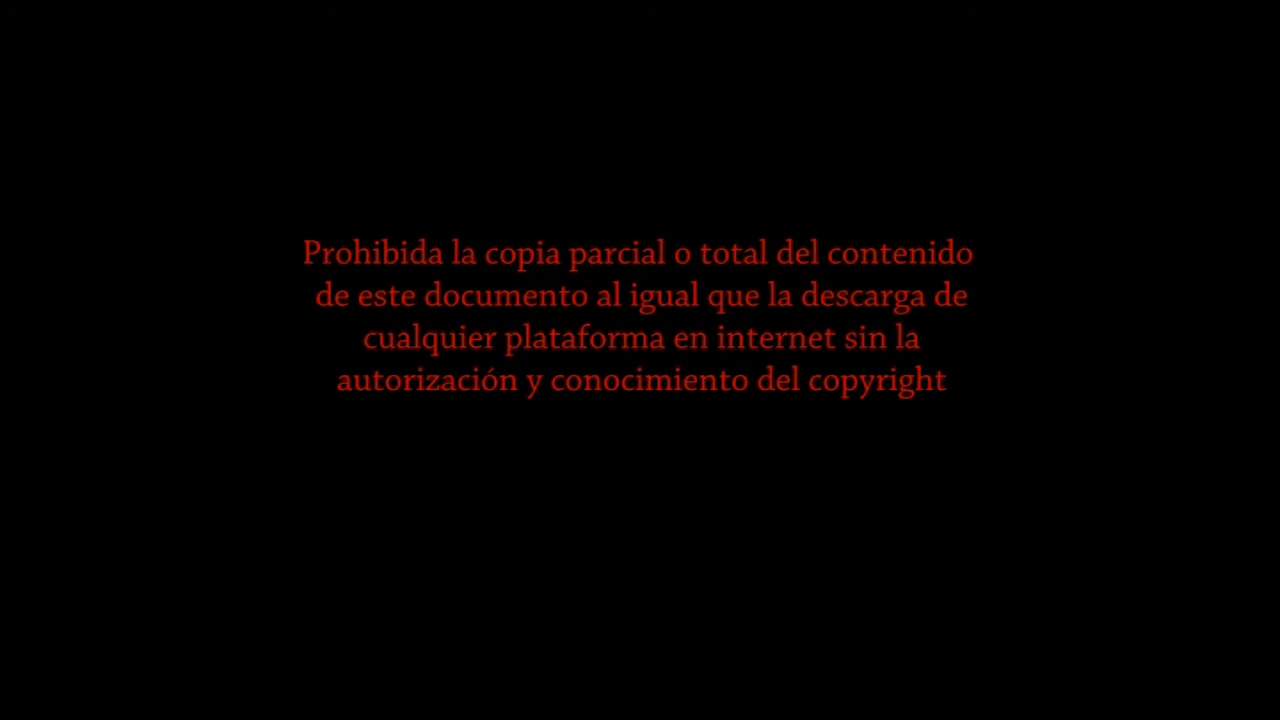 Prohibida la copia parcial o total del contenido
de este documento al igual que la descarga de
cualquier plataforma en internet sin la
autorización y conocimiento del copyright